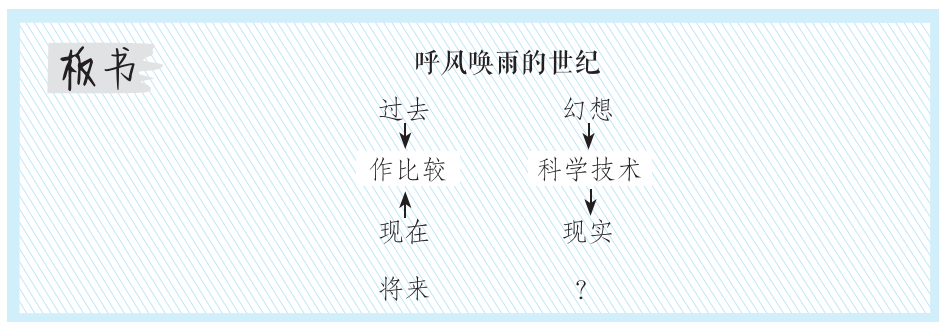 板书
呼风唤雨的世纪
过去 幻想
作比较 科学技术
现在 现实
将来 ?